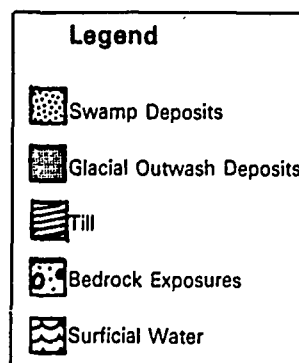 Legend
Swamp Deposits
Glacial Outwash Deposits
Till
Bedrock Exposures
Surficial Water